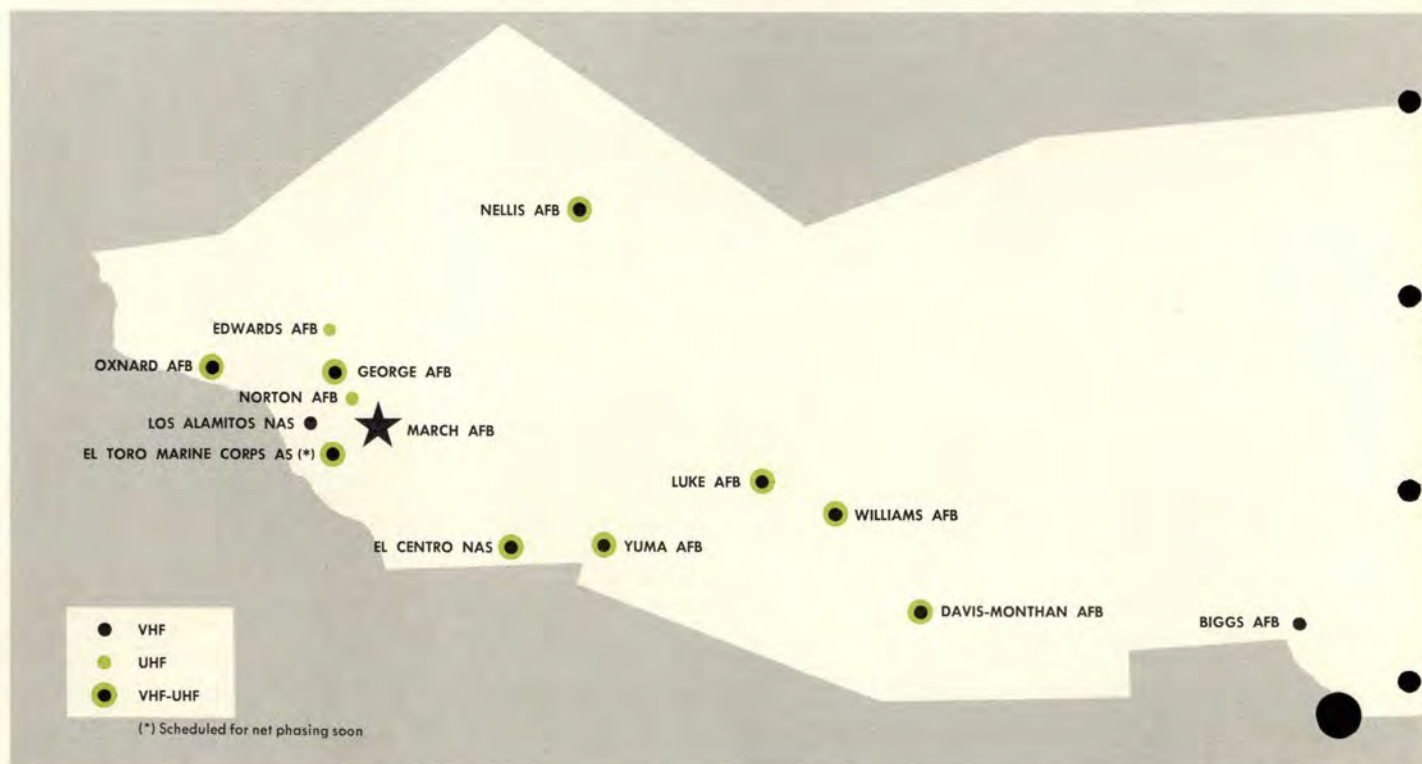 NELLIS AFB
EDWARDS AFB
OXNARD AFB
GEORGE AFB
NORTON AFB
LOS ALAMITOS NAS
MARCH AFB
EL TORO MARINE CORPS AS (*)
LUKE AFB
WILLIAMS AFB
EL CENTRO NAS
YUMA AFB
DAVIS-MONTHAN AFB
BIGGS AFB
VHF
UHF
VHF-UHF
(*) Scheduled for net phasing soon